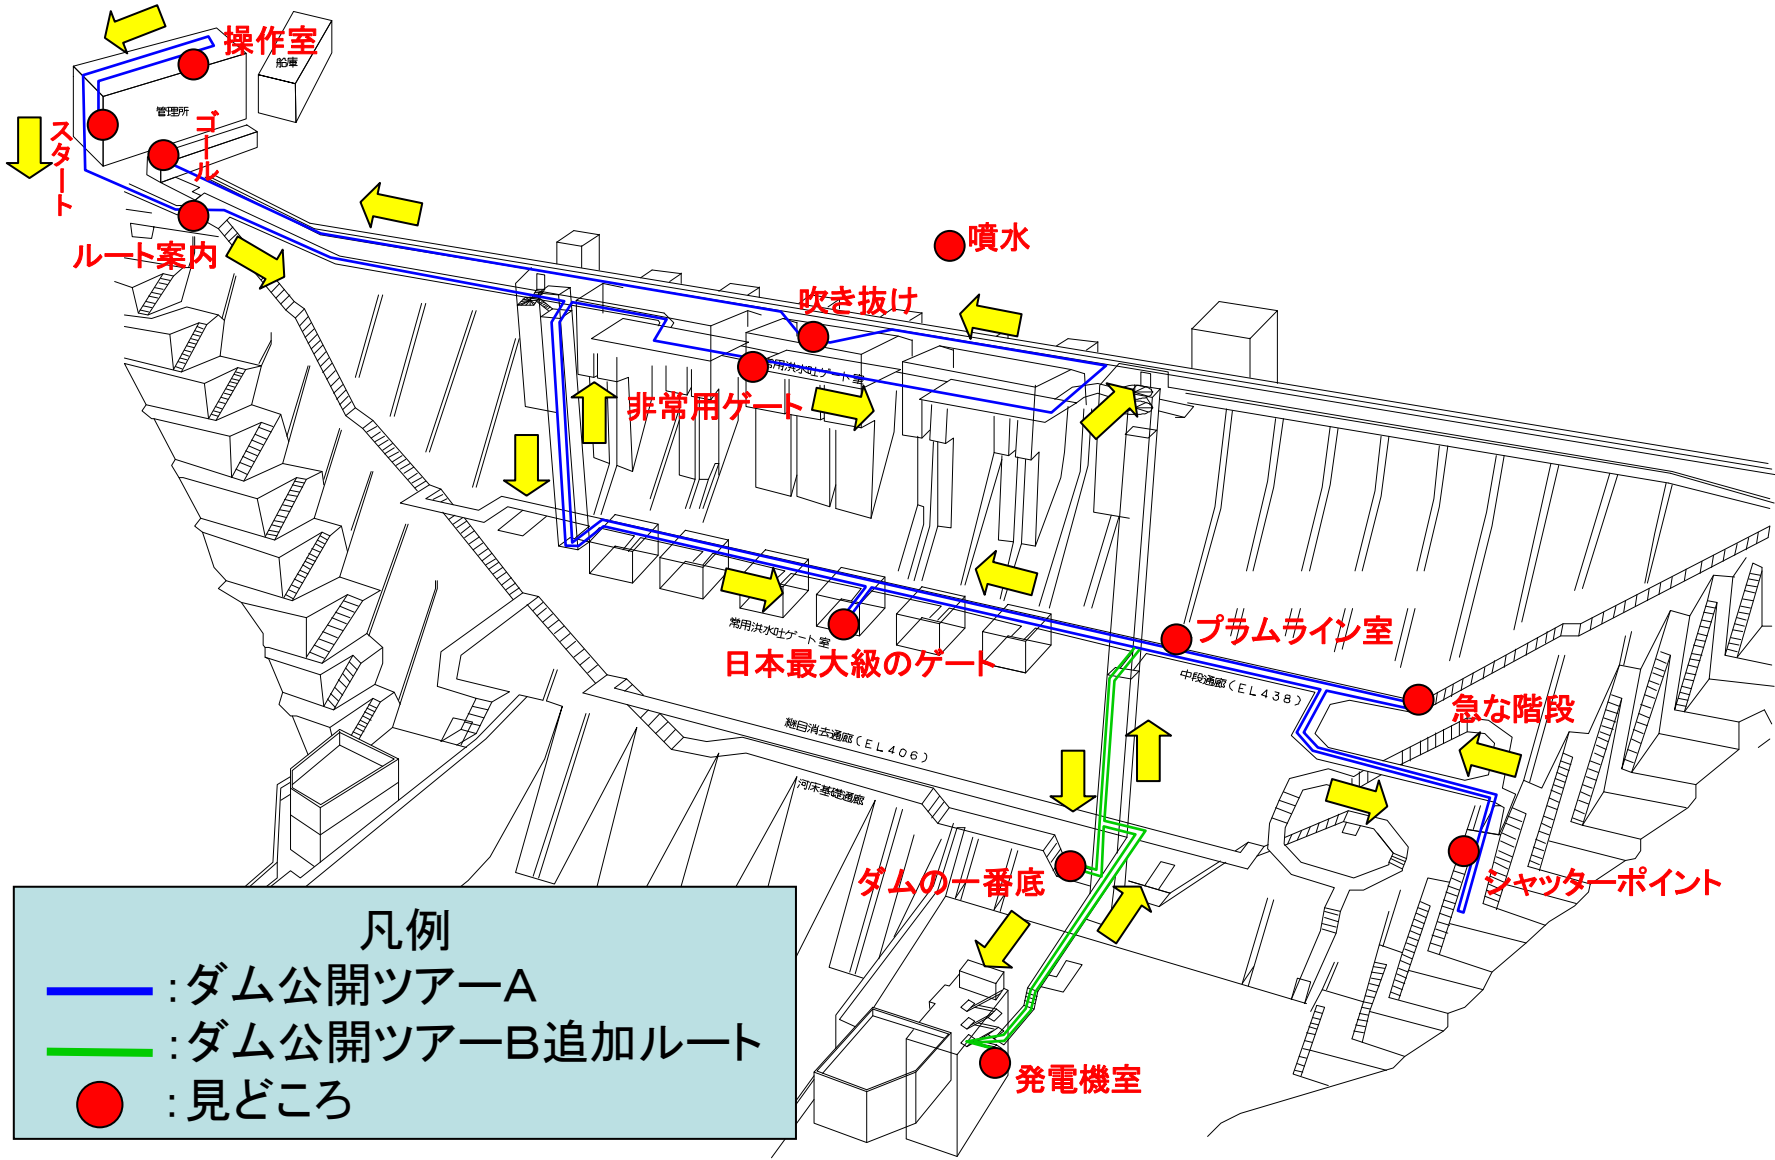 操作室
船庫
管理所
スタート
ゴール
ルート案内
噴水
吹き抜け
常用洪水吐ゲート室
非常用ゲート
常用洪水吐ゲート室
日本最大級のゲート
プラムライン室
中段通廊(EL438)
急な階段
継目消去通廊(EL406)
河床基礎通廊
ダムの一番底
シャッターポイント
発電機室
凡例
:ダム公開ツアーA
:ダム公開ツアーB追加ルート
:見どころ